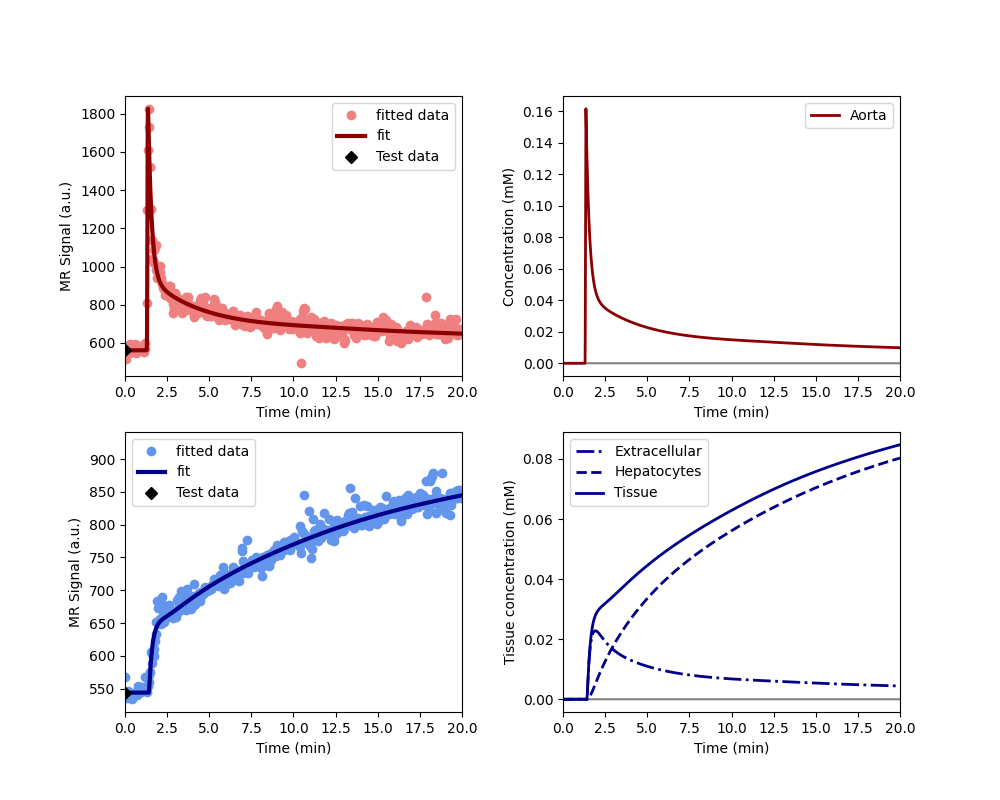 1800
1600
1400
1200
1000
800
600
MR Signal (a.u.)
fitted data
fit
Test data
0.0 2.5 5.0 7.5 10.0 12.5 15.0 17.5 20.0
Time (min)
0.16
0.14
0.12
0.10
0.08
0.06
0.04
0.02
0.00
Concentration (mM)
Aorta
0.0 2.5 5.0 7.5 10.0 12.5 15.0 17.5 20.0
Time (min)
900
850
800
750
700
650
600
550
MR Signal (a.u.)
fitted data
fit
Test data
0.0 2.5 5.0 7.5 10.0 12.5 15.0 17.5 20.0
Time (min)
0.08
0.06
0.04
0.02
0.00
Tissue concentration (mM)
Extracellular
Hepatocytes
Tissue
0.0 2.5 5.0 7.5 10.0 12.5 15.0 17.5 20.0
Time (min)